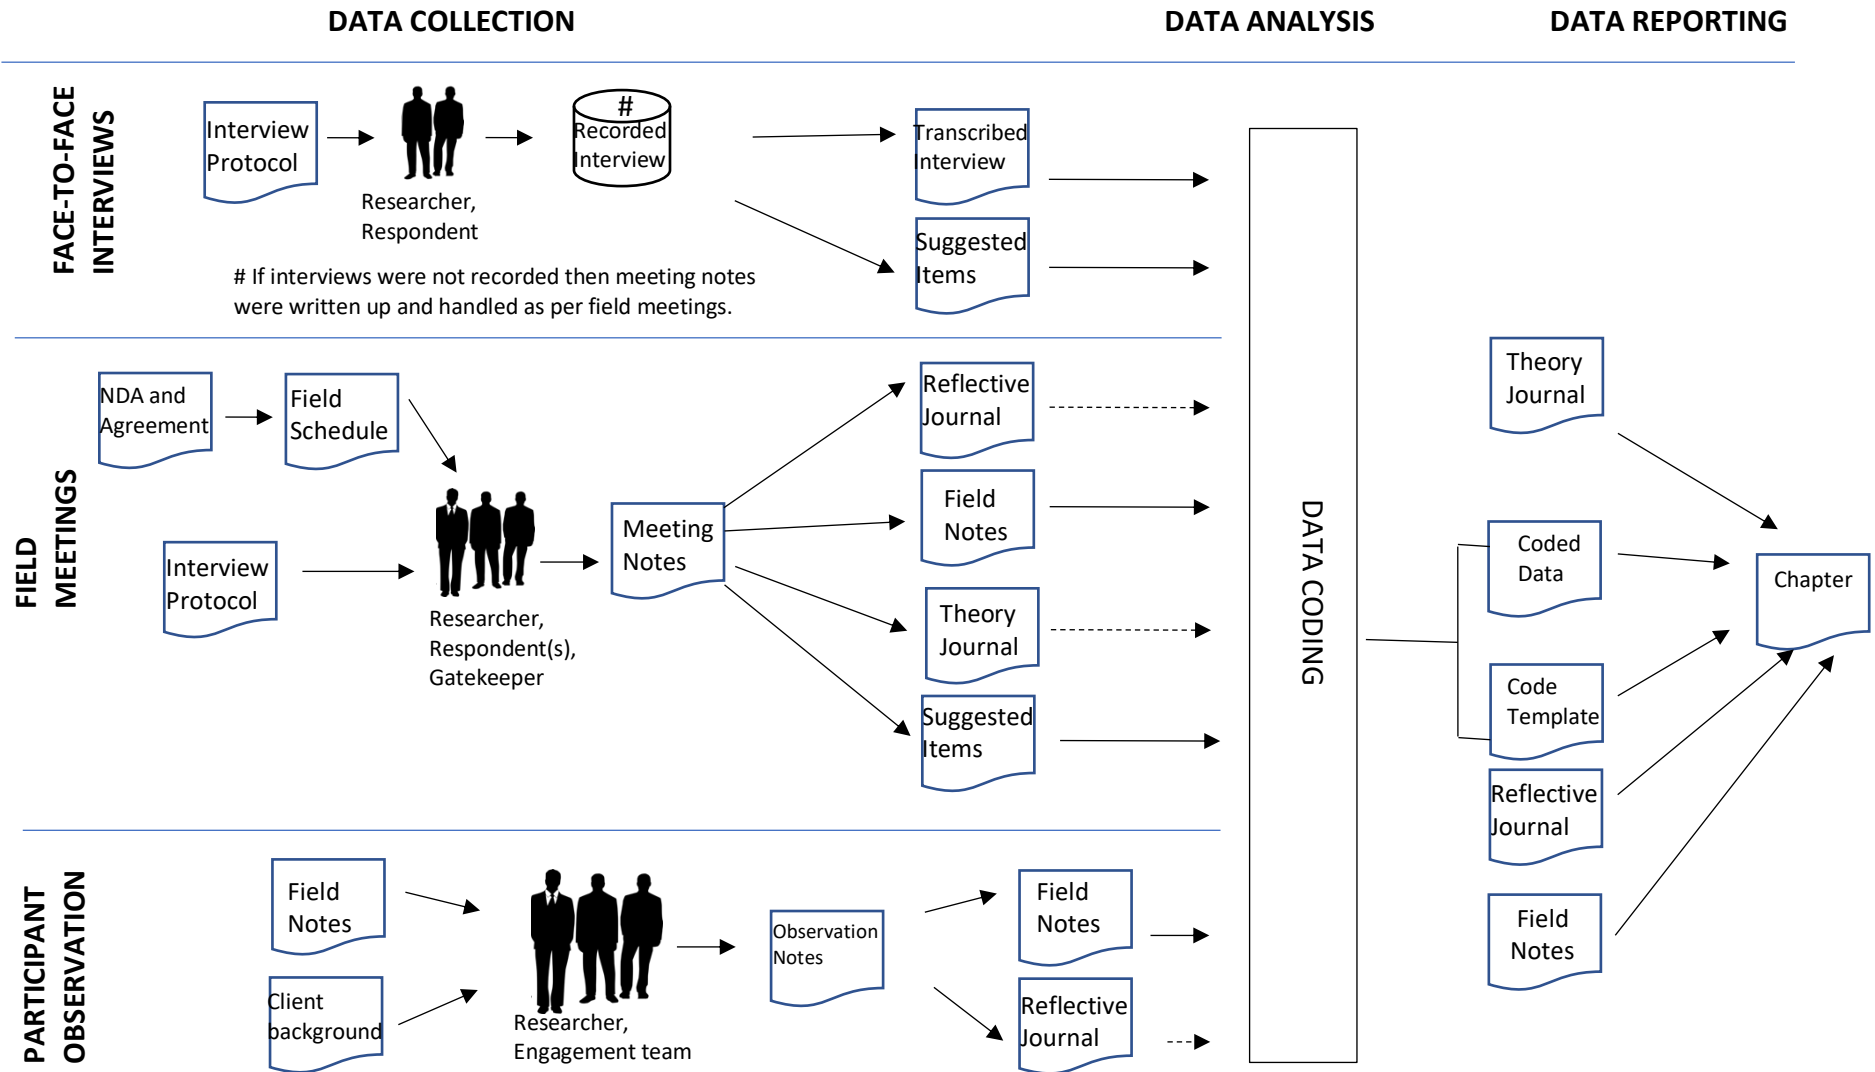 DATA COLLECTION
DATA ANALYSIS
DATA REPORTING
FACE-TO-FACE
INTERVIEWS
Interview
Protocol
Researcher,
Respondent
#
Recorded
Interview
Transcribed
Interview
Suggested
Items
# If interviews were not recorded then meeting notes
were written up and handled as per field meetings.
FIELD
MEETINGS
NDA and
Agreement
Field
Schedule
Interview
Protocol
Researcher,
Respondent(s),
Gatekeeper
Meeting
Notes
Reflective
Journal
Field
Notes
Theory
Journal
Suggested
Items
PARTICIPANT
OBSERVATION
Field
Notes
Client
background
Researcher,
Engagement team
Observation
Notes
Field
Notes
Reflective
Journal
DATA CODING
Theory
Journal
Coded
Data
Code
Template
Reflective
Journal
Field
Notes
Chapter